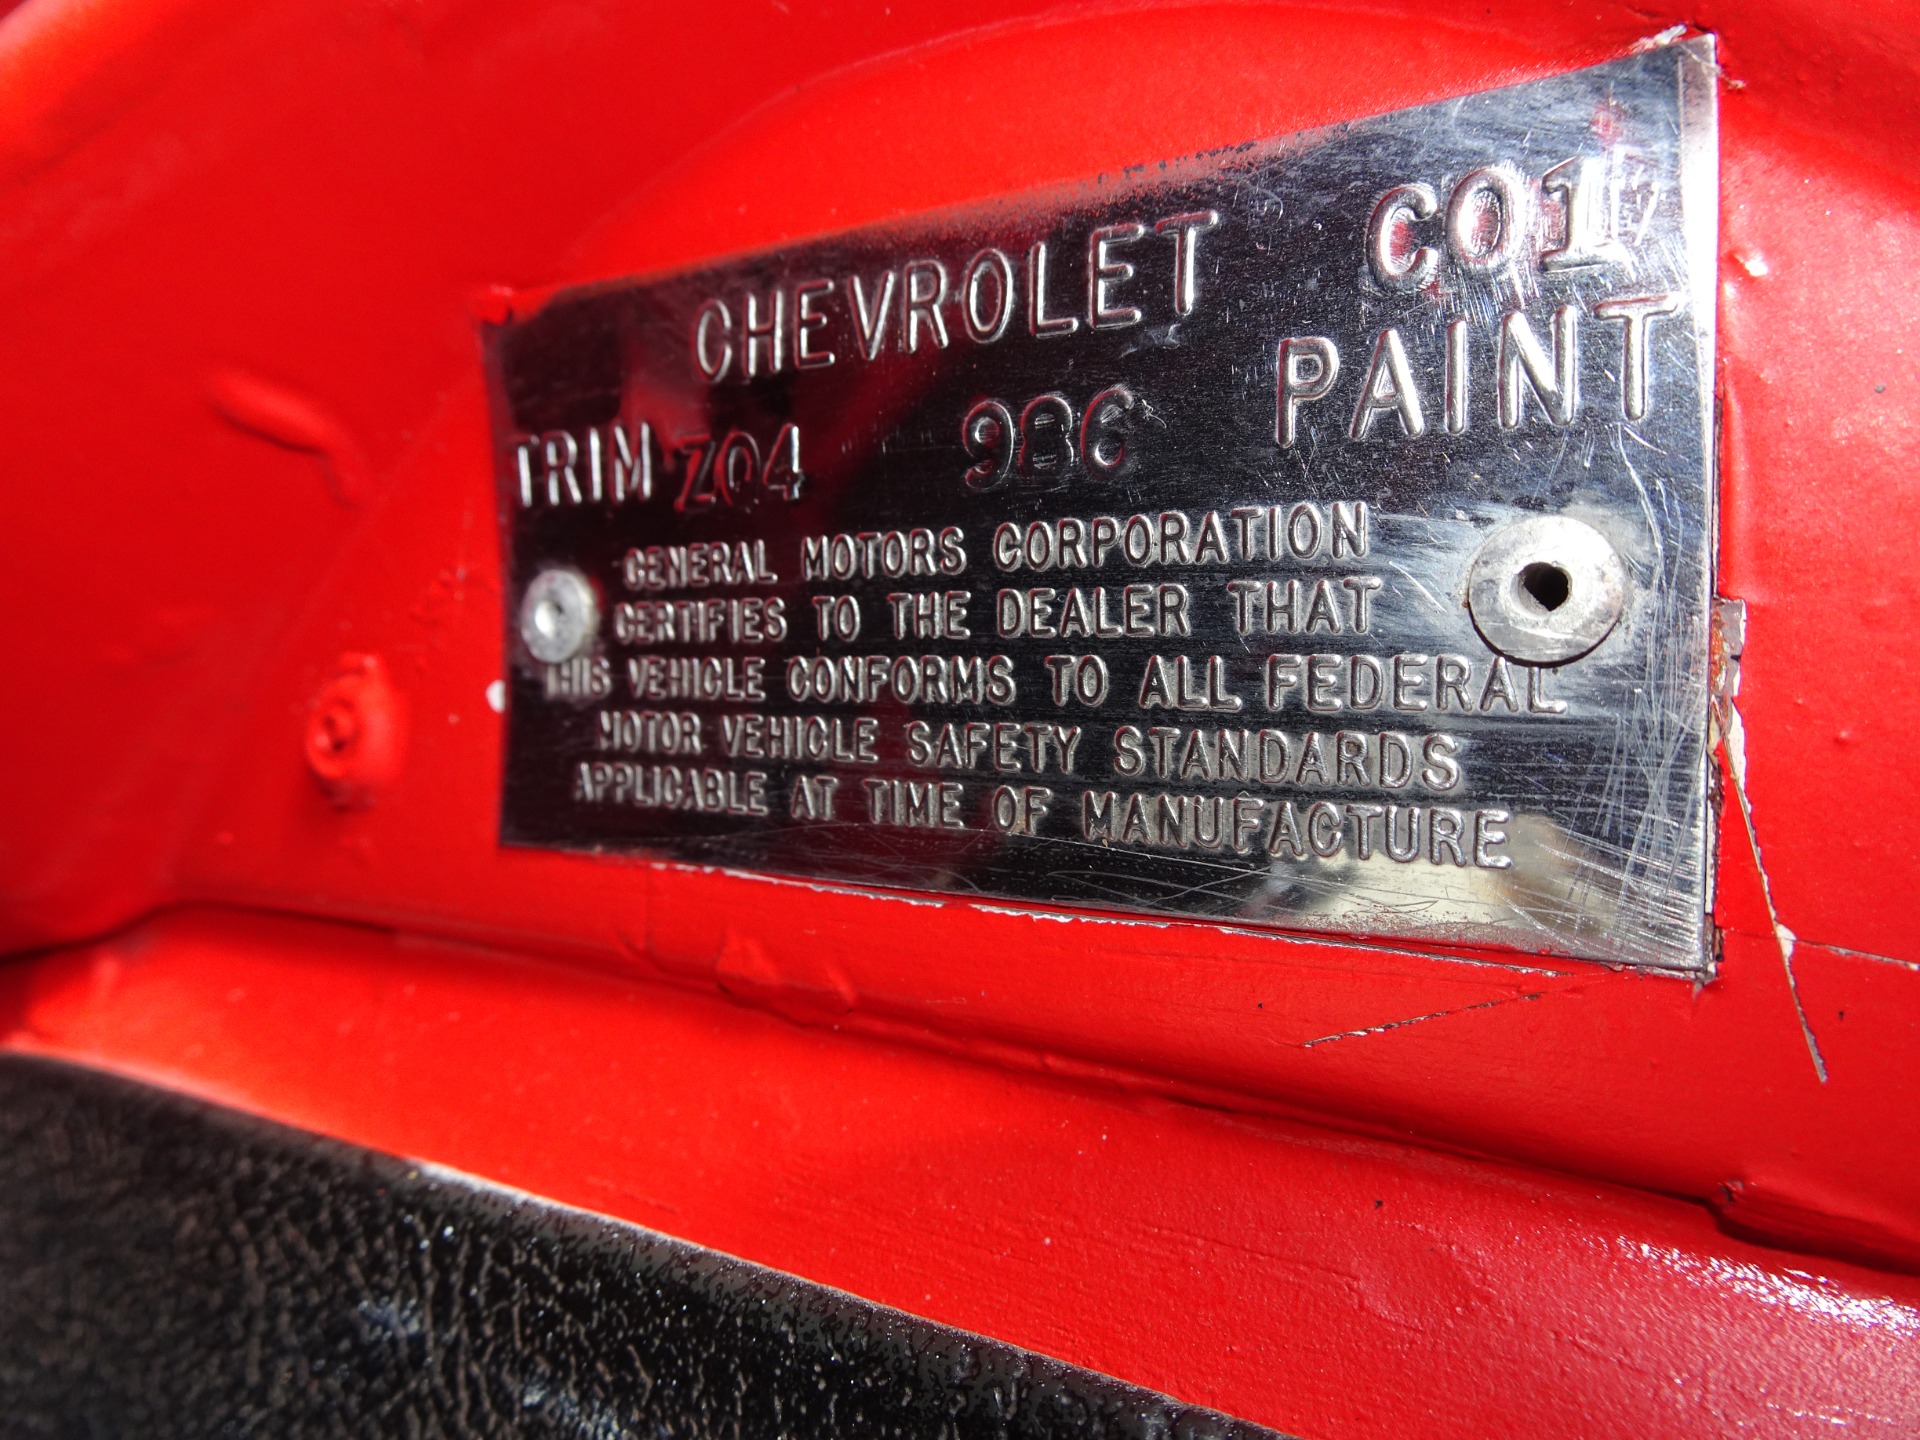 CO1
CHEVROLET
TRIM Z04 986 PAINT
GENERAL MOTORS CORPORATION
CERTIFIES TO THE DEALER THAT
THIS VEHICLE CONFORMS TO ALL FEDERAL
MOTOR VEHICLE SAFETY STANDARDS
APPLICABLE AT TIME OF MANUFACTURE